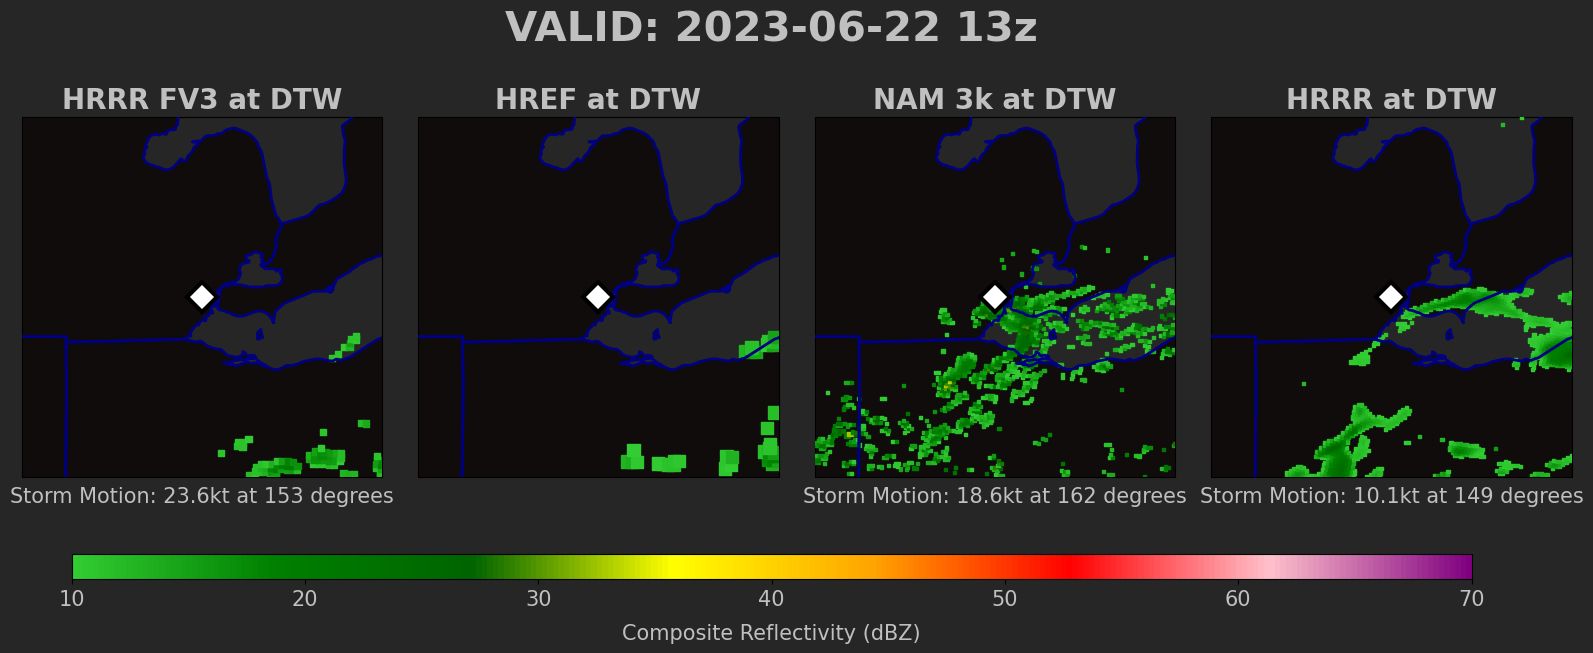 VALID: 2023-06-22 13z
HRRR FV3 at DTW
HREF at DTW
NAM 3k at DTW
HRRR at DTW
Storm Motion: 23.6kt at 153 degrees
Storm Motion: 18.6kt at 162 degrees
Storm Motion: 10.1kt at 149 degrees
10 20 30 40 50 60 70
Composite Reflectivity (dBZ)